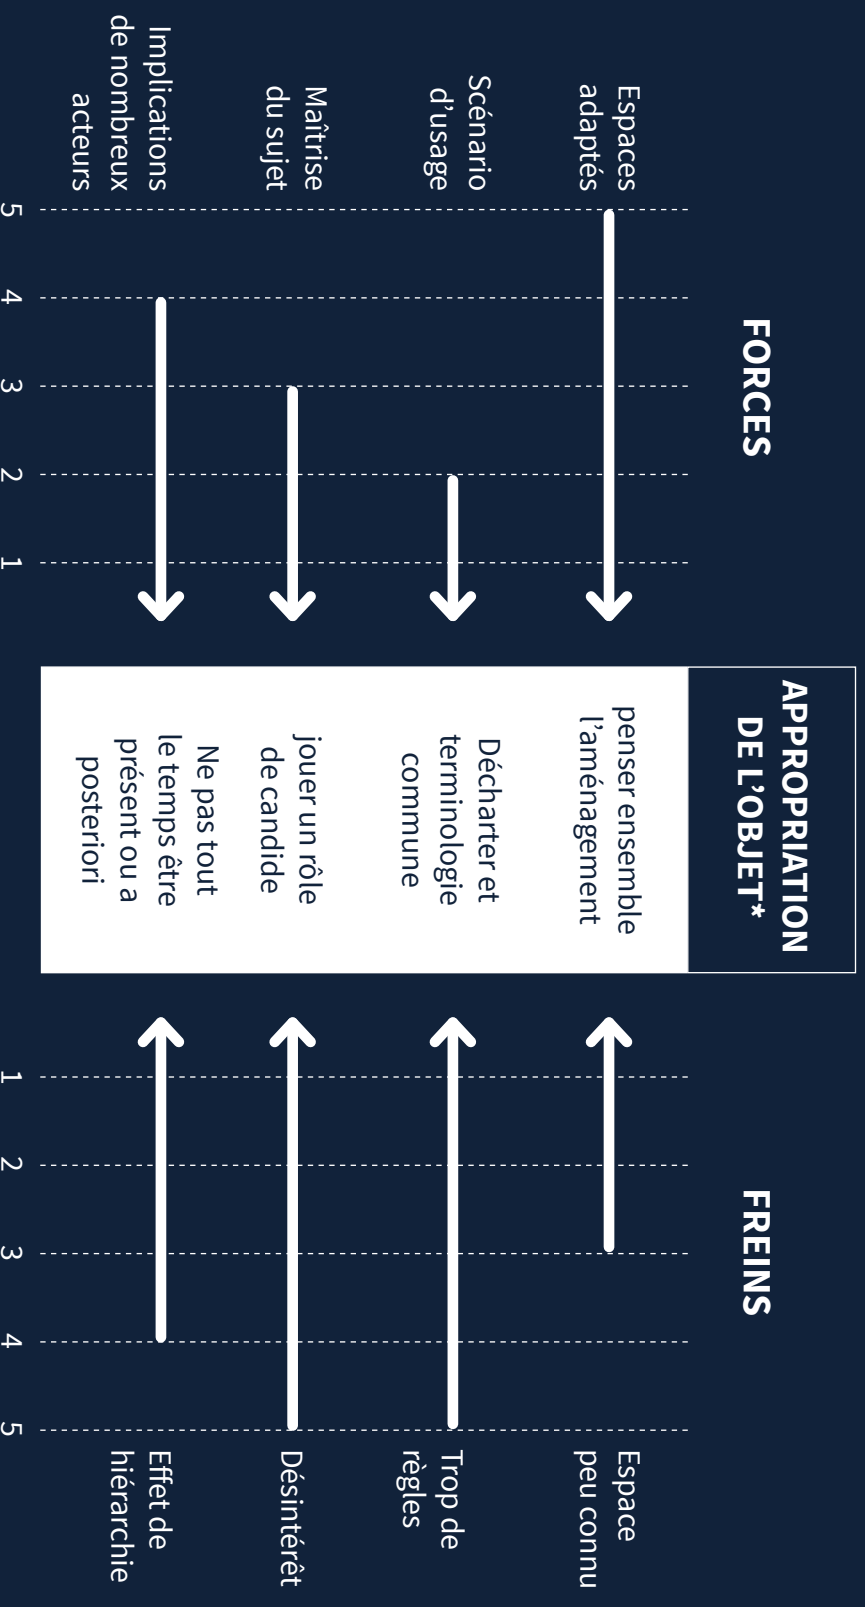 FORCES
APPROPRIATION
DE L’OBJET*
FREINS
Espaces
adaptés
penser ensemble
l’aménagement
Espace
peu connu
Scénario
d’usage
Décharter et
terminologie
commune
Trop de
règles
Maîtrise
du sujet
jouer un rôle
de candide
Désintérêt
Implications
de nombreux
acteurs
Ne pas tout
le temps être
présent ou a
posteriori
Effet de
hiérarchie
5 4 3 2 1 1 2 3 4 5